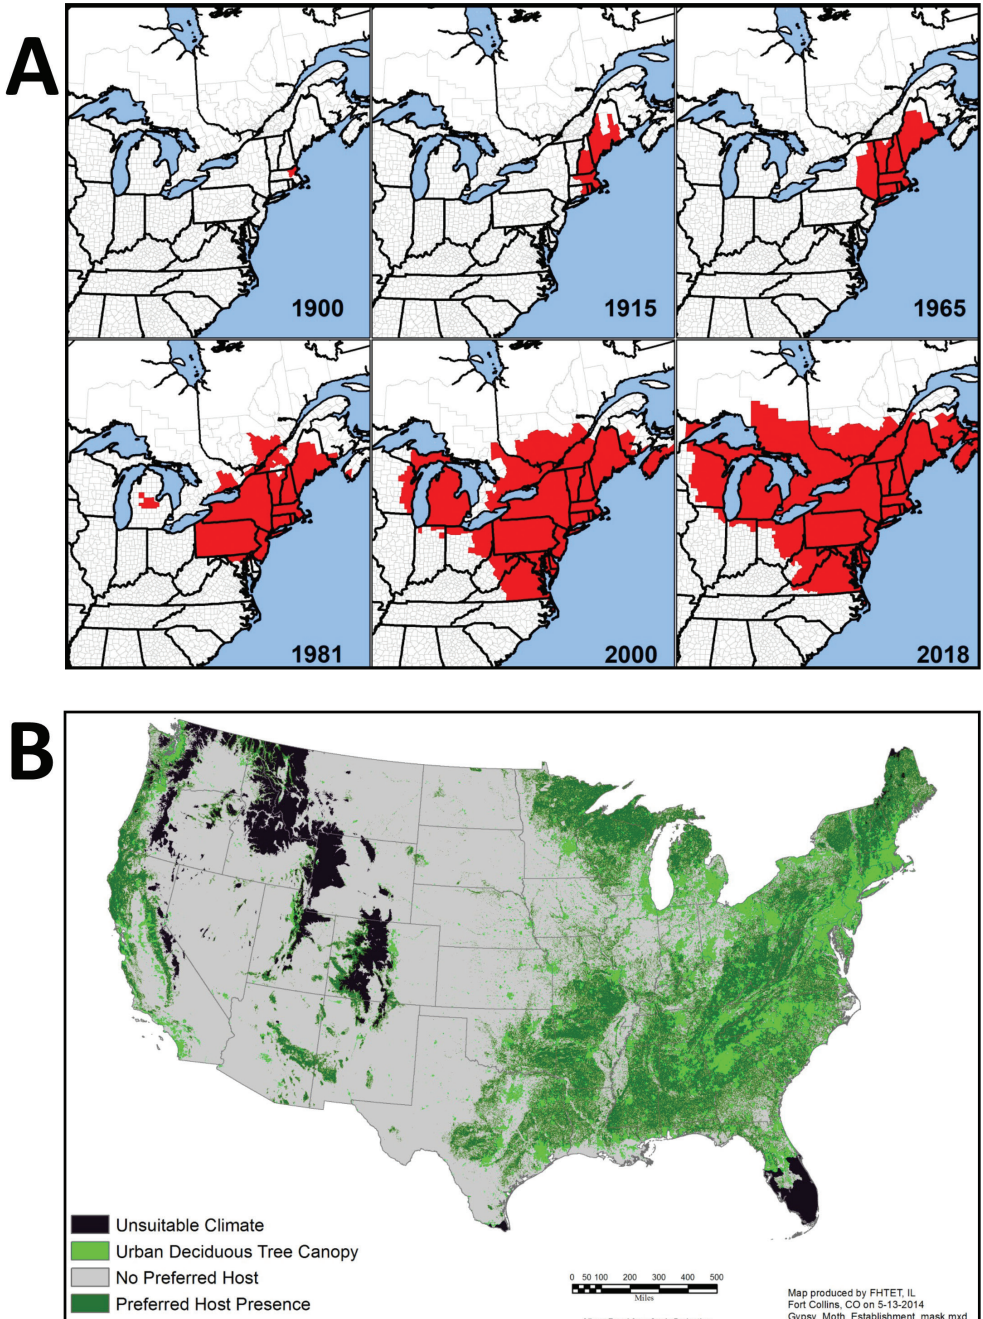 A
1900
1915
1965
1981
2000
2018
B
Unsuitable Climate
Urban Deciduous Tree Canopy
No Preferred Host
Preferred Host Presence
0 50 100 200 300 400 500
Miles
Map produced by FHTET, IL
Fort Collins, CO on 5-13-2014
Gypsy_Moth_Establishment_mask.mxd